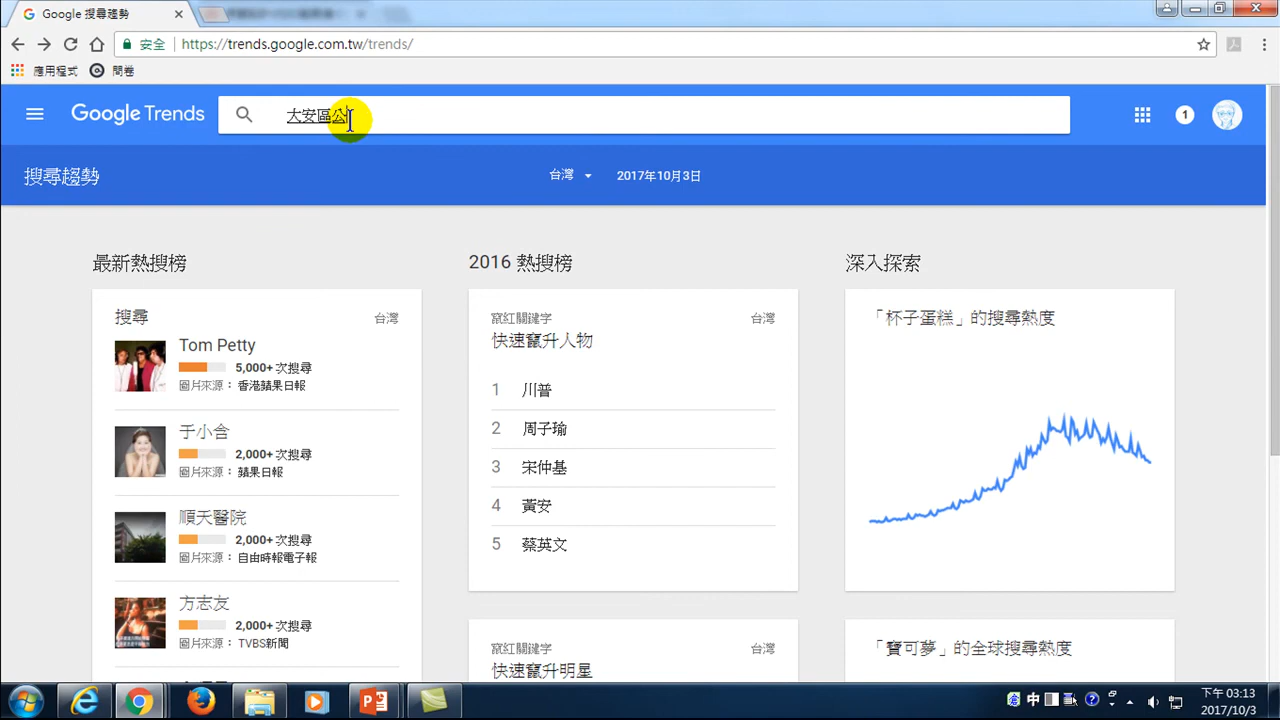 Google 搜尋趨勢
安全
https://trends.google.com.tw/trends/
應用程式
問卷
Google Trends
大安區公
1
搜尋趨勢
台灣
2017年10月3日
最新熱搜榜
搜尋
台灣
Tom Petty
5,000+ 次搜尋
圖片來源： 香港蘋果日報
于小含
2,000+ 次搜尋
圖片來源： 蘋果日報
順天醫院
2,000+ 次搜尋
圖片來源： 自由時報電子報
方志友
2,000+ 次搜尋
圖片來源： TVBS新聞
2016 熱搜榜
竄紅關鍵字
台灣
快速竄升人物
1 川普
2 周子瑜
3 宋仲基
4 黃安
5 蔡英文
竄紅關鍵字
台灣
快速竄升明星
深入探索
「杯子蛋糕」的搜尋熱度
「寶可夢」的全球搜尋熱度
中
下午 03:13
2017/10/3